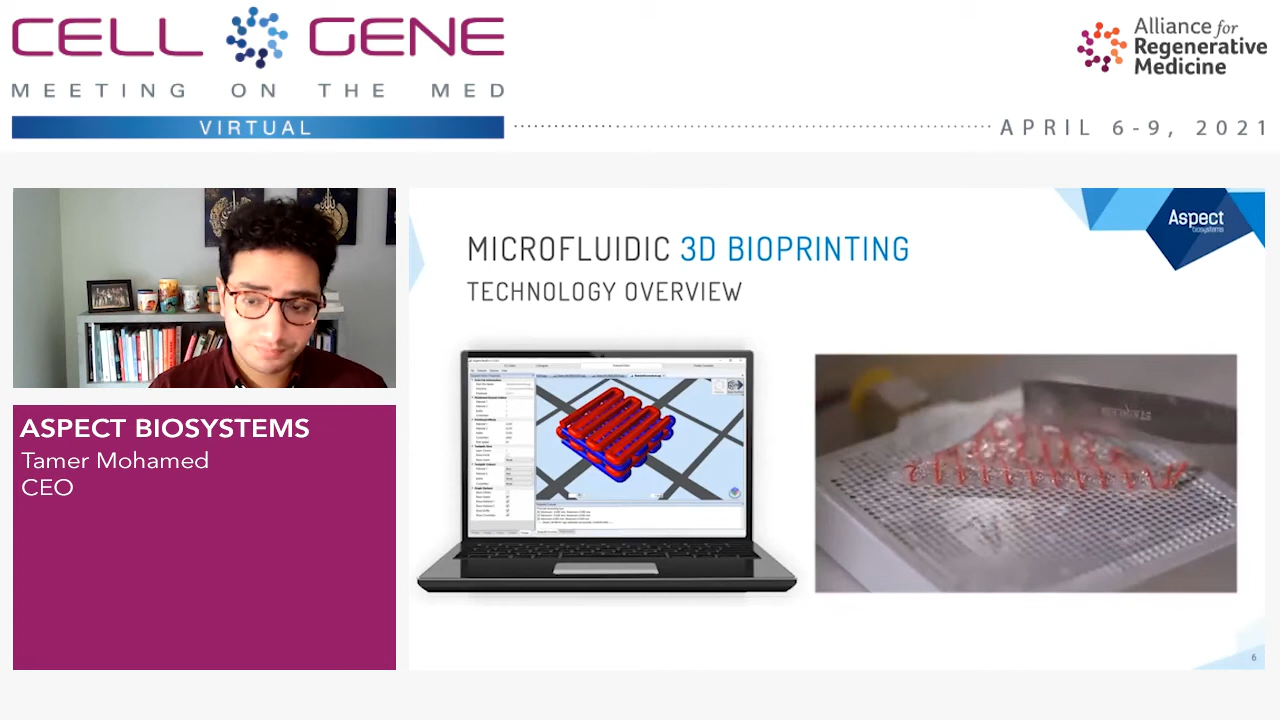 CELL GENE
MEETING ON THE MED
VIRTUAL
Alliance for
Regenerative
Medicine
APRIL 6-9, 2021
Aspect
biosystems
MICROFLUIDIC 3D BIOPRINTING
TECHNOLOGY OVERVIEW
ASPECT BIOSYSTEMS
Tamer Mohamed
CEO
6